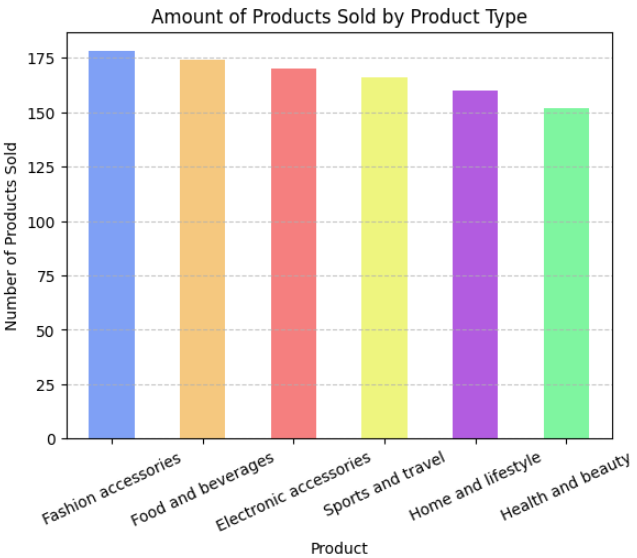 Amount of Products Sold by Product Type
Number of Products Sold
175
150
125
100
75
50
25
0
Fashion accessories
Food and beverages
Electronic accessories
Sports and travel
Home and lifestyle
Health and beauty
Product